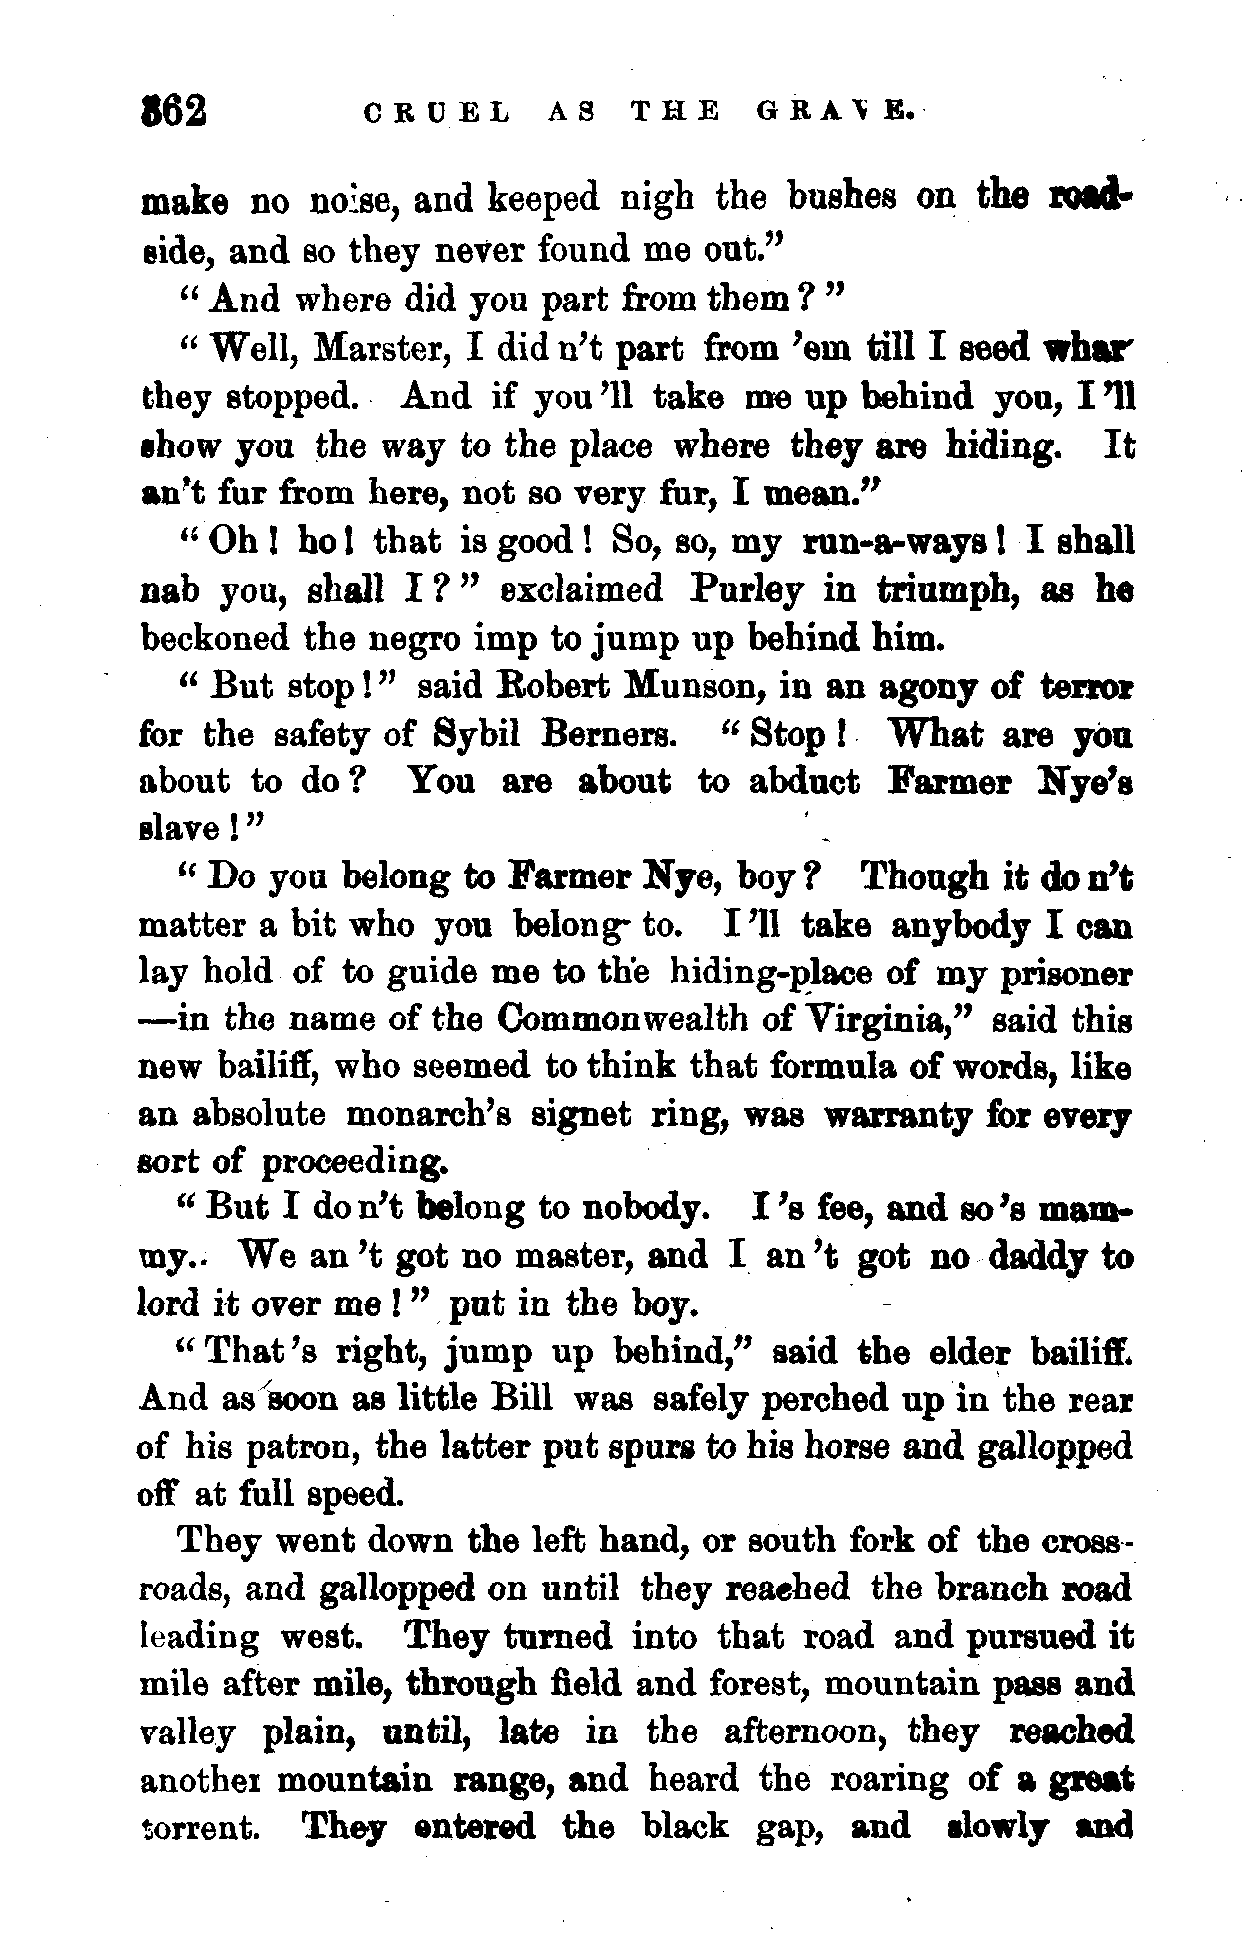 362 CRUEL AS THE GRAVE.
make no noise, and keeped nigh the bushes on the road-
side, and so they never found me out."
"And where did you part from them?"
"Well, Marster, I did n't part from 'em till I seed whar
they stopped. And if you 'll take me up behind you, I 'll
show you the way to the place where they are hiding. It
an't fur from here, not so very fur, I mean."
"Oh! ho! that is good! So, so, my run-a-ways! I shall
nab you, shall I?" exclaimed Purley in triumph, as he
beckoned the negro imp to jump up behind him.
"But stop!" said Robert Munson, in an agony of terror
for the safety of Sybil Berners. "Stop! What are you
about to do? You are about to abduct Farmer Nye's
slave!"
"Do you belong to Farmer Nye, boy? Though it do n't
matter a bit who you belong to. I 'll take anybody I can
lay hold of to guide me to the hiding-place of my prisoner
—in the name of the Commonwealth of Virginia," said this
new bailiff, who seemed to think that formula of words, like
an absolute monarch's signet ring, was warranty for every
sort of proceeding.
"But I do n't belong to nobody. I 's fee, and so 's mam-
my. We an 't got no master, and I an 't got no daddy to
lord it over me!" put in the boy.
"That 's right, jump up behind," said the elder bailiff.
And as soon as little Bill was safely perched up in the rear
of his patron, the latter put spurs to his horse and gallopped
off at full speed.
They went down the left hand, or south fork of the cross-
roads, and gallopped on until they reached the branch road
leading west. They turned into that road and pursued it
mile after mile, through field and forest, mountain pass and
valley plain, until, late in the afternoon, they reached
another mountain range, and heard the roaring of a great
torrent. They entered the black gap, and slowly and